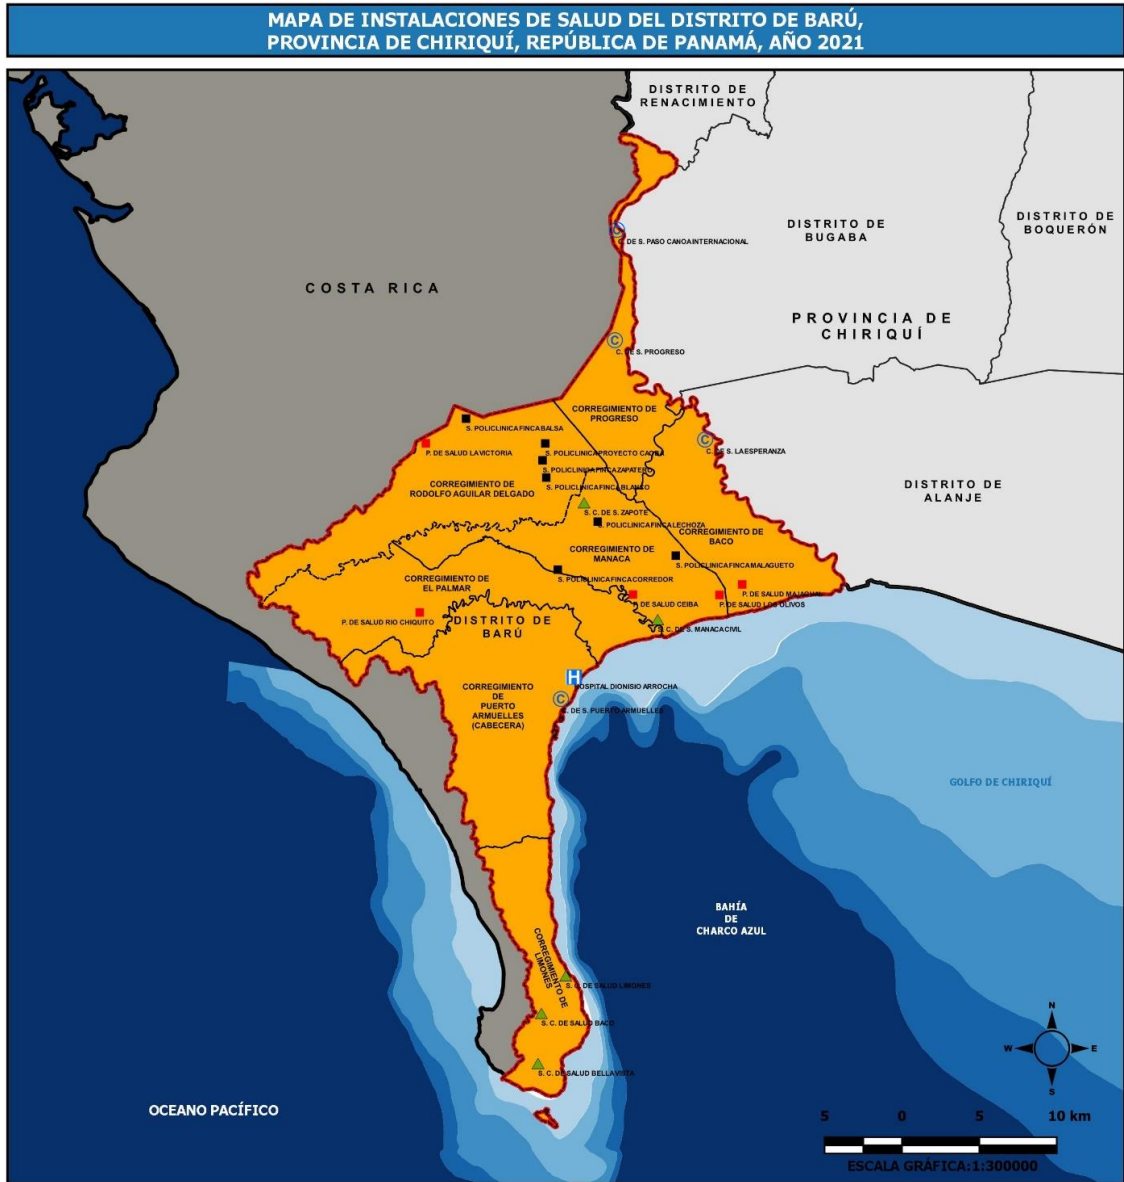 MAPA DE INSTALACIONES DE SALUD DEL DISTRITO DE BARÚ,
PROVINCIA DE CHIRIQUÍ, REPÚBLICA DE PANAMÁ, AÑO 2021
DISTRITO DE
RENACIMIENTO
DISTRITO DE
BUGABA
DISTRITO DE
BOQUERÓN
C
C. DE S. PASO CANOA INTERNACIONAL
COSTA RICA
PROVINCIA DE
CHIRIQUÍ
C
C. DE S. PROGRESO
CORREGIMIENTO DE
PROGRESO
S. POLICLINICA FINCA BALSA
C
C. DE S. LA ESPERANZA
P. DE SALUD LA VICTORIA
S. POLICLINICA PROYECTO CAOBA
S. POLICLINICA FINCA ZAPATERO
CORREGIMIENTO DE
RODOLFO AGUILAR DELGADO
S. POLICLINICA FINCA BLANCO
DISTRITO DE
ALANJE
S. C. DE S. ZAPOTE
S. POLICLINICA FINCA LECHOZA
CORREGIMIENTO DE
BACO
CORREGIMIENTO DE
MANACA
S. POLICLINICA FINCA MALAGUETO
CORREGIMIENTO DE
EL PALMAR
S. POLICLINICA FINCA CORREDOR
P. DE SALUD MAJAGUAL
P. DE SALUD CEIBA
P. DE SALUD LOS OLIVOS
P. DE SALUD RIO CHIQUITO
DISTRITO DE
BARÚ
S. C. DE S. MANACA CIVIL
H
HOSPITAL DIONISIO ARROCHA
CORREGIMIENTO
DE
PUERTO
ARMUELLES
(CABECERA)
C
C. DE S. PUERTO ARMUELLES
GOLFO DE CHIRIQUÍ
BAHÍA
DE
CHARCO AZUL
CORREGIMIENTO DE
LIMONES
S. C. DE SALUD LIMONES
S. C. DE SALUD BACO
S. C. DE SALUD BELLA VISTA
N
W
E
S
OCEANO PACÍFICO
5 0 5 10 km
ESCALA GRÁFICA:1:300000